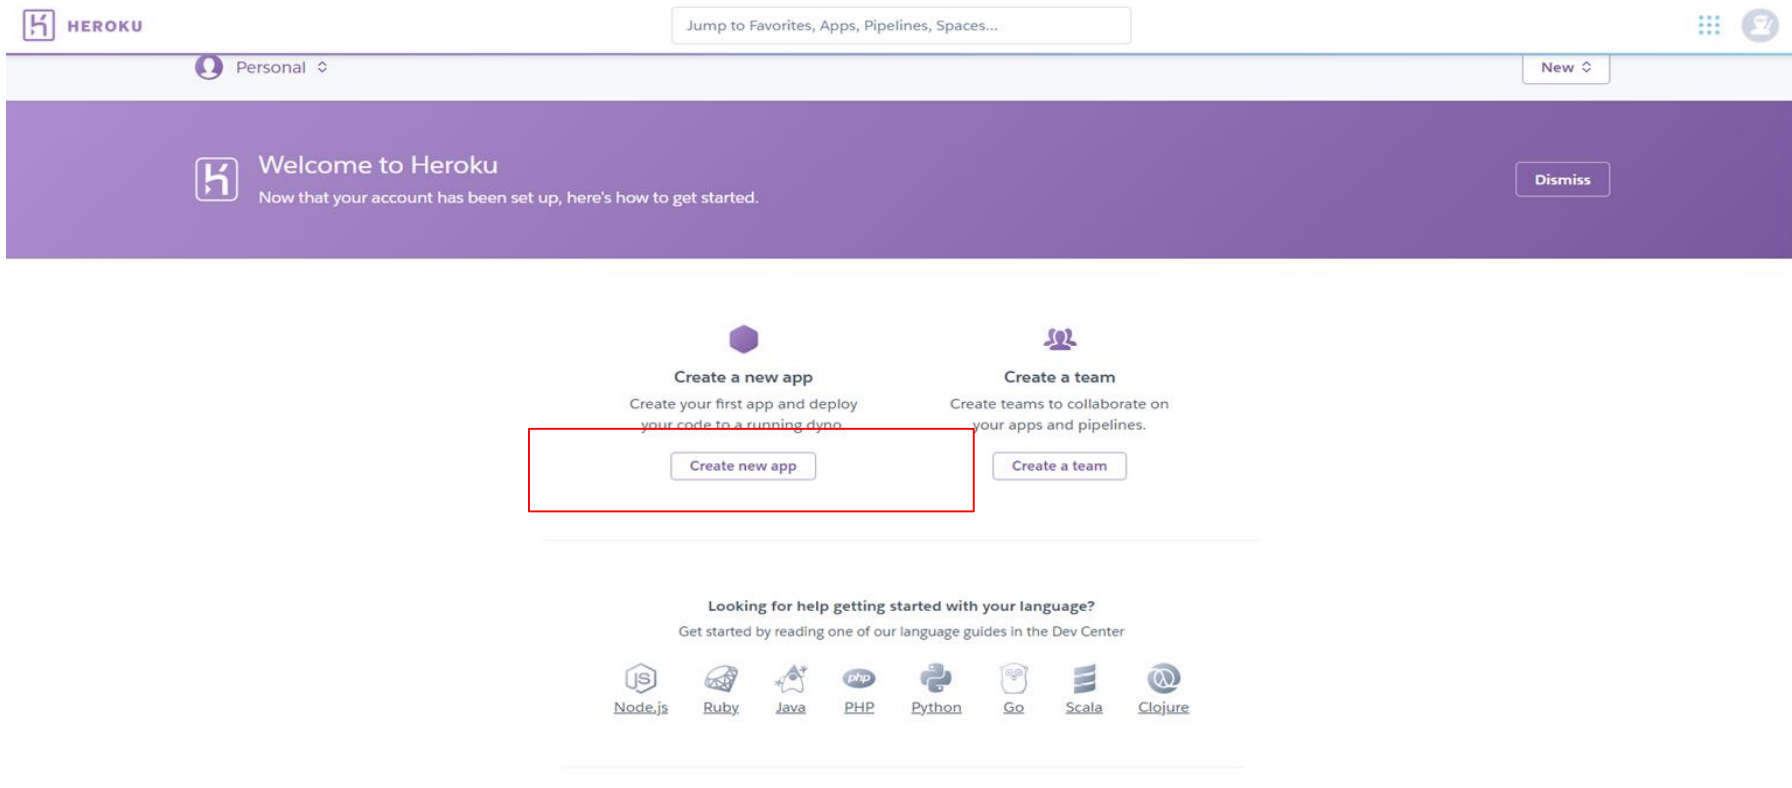 HEROKU
Jump to Favorites, Apps, Pipelines, Spaces...
Personal
New
Welcome to Heroku
Now that your account has been set up, here's how to get started.
Dismiss
Create a new app
Create your first app and deploy
your code to a running dyno.
Create new app
Create a team
Create teams to collaborate on
your apps and pipelines.
Create a team
Looking for help getting started with your language?
Get started by reading one of our language guides in the Dev Center
JS
php
Node.js
Ruby
Java
PHP
Python
Go
Scala
Clojure